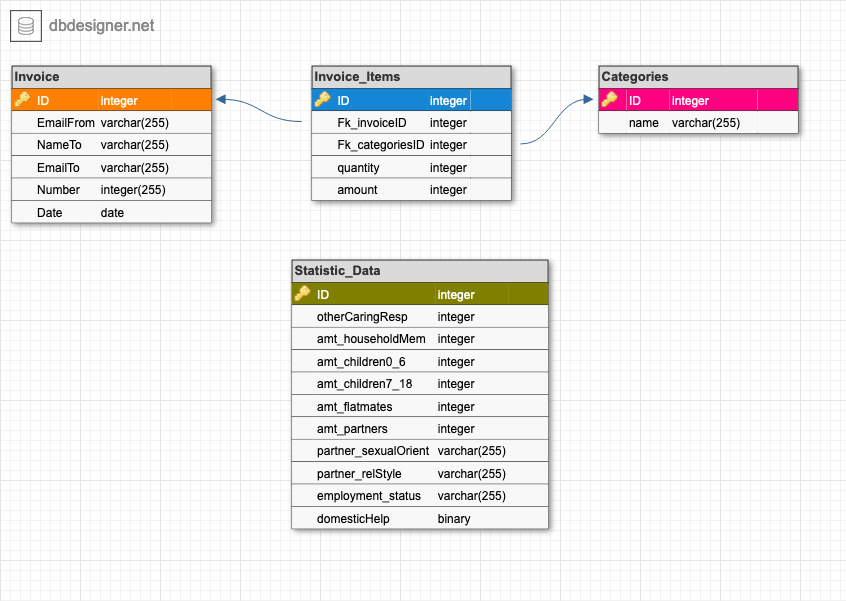 dbdesigner.net
Invoice
ID integer
EmailFrom varchar(255)
NameTo varchar(255)
EmailTo varchar(255)
Number integer(255)
Date date
Invoice_Items
ID integer
Fk_invoiceID integer
Fk_categoriesID integer
quantity integer
amount integer
Categories
ID integer
name varchar(255)
Statistic_Data
ID integer
otherCaringResp integer
amt_householdMem integer
amt_children0_6 integer
amt_children7_18 integer
amt_flatmates integer
amt_partners integer
partner_sexualOrient varchar(255)
partner_relStyle varchar(255)
employment_status varchar(255)
domesticHelp binary